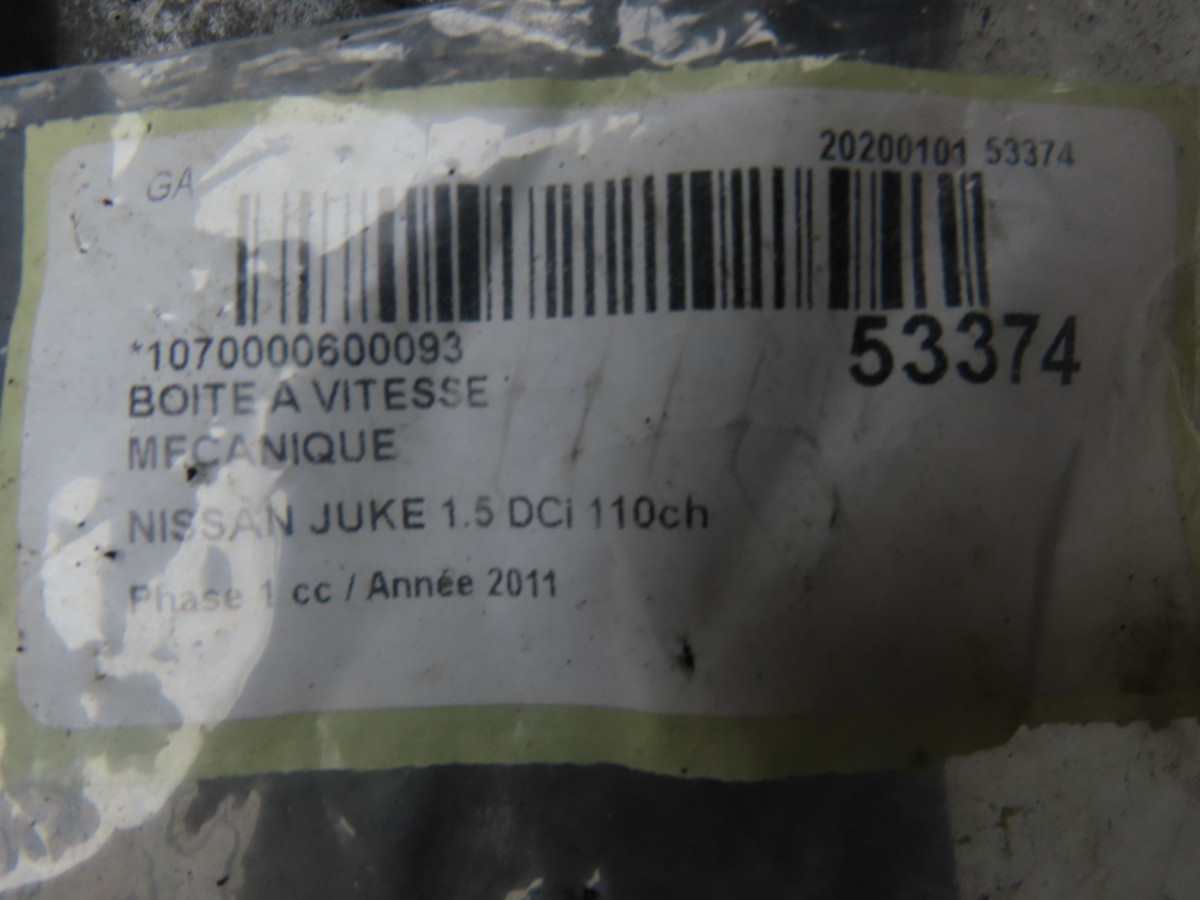 GA
20200101 53374
*1070000600093
53374
BOITE A VITESSE
MECANIQUE
NISSAN JUKE 1.5 DCi 110ch
Phase 1 cc / Année 2011